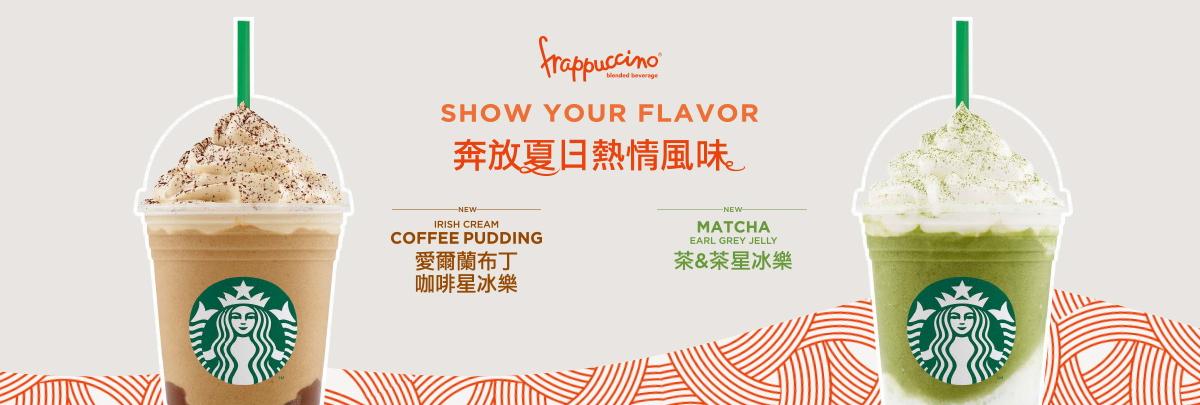 frappuccino®
blended beverage
SHOW YOUR FLAVOR
奔放夏日熱情風味
NEW
IRISH CREAM
COFFEE PUDDING
愛爾蘭布丁
咖啡星冰樂
NEW
MATCHA
EARL GREY JELLY
茶&茶星冰樂
TM
TM